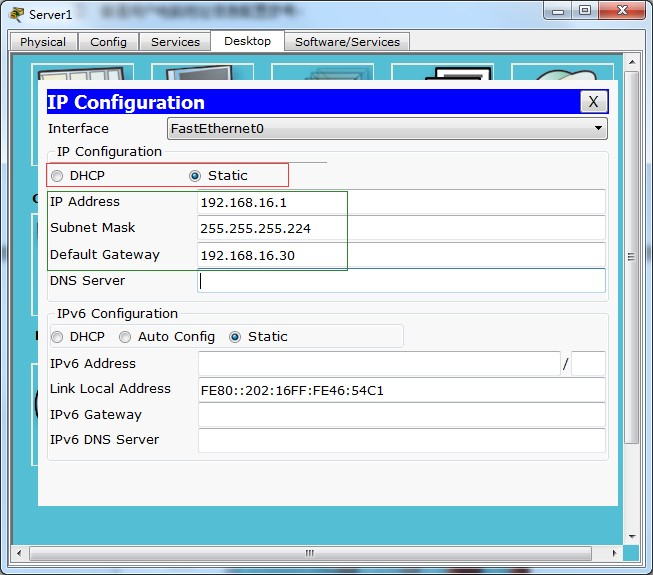 Server1
Physical Config Services Desktop Software/Services
IP Configuration X
Interface FastEthernet0
IP Configuration
DHCP Static
IP Address 192.168.16.1
Subnet Mask 255.255.255.224
Default Gateway 192.168.16.30
DNS Server
IPv6 Configuration
DHCP Auto Config Static
IPv6 Address /
Link Local Address FE80::202:16FF:FE46:54C1
IPv6 Gateway
IPv6 DNS Server